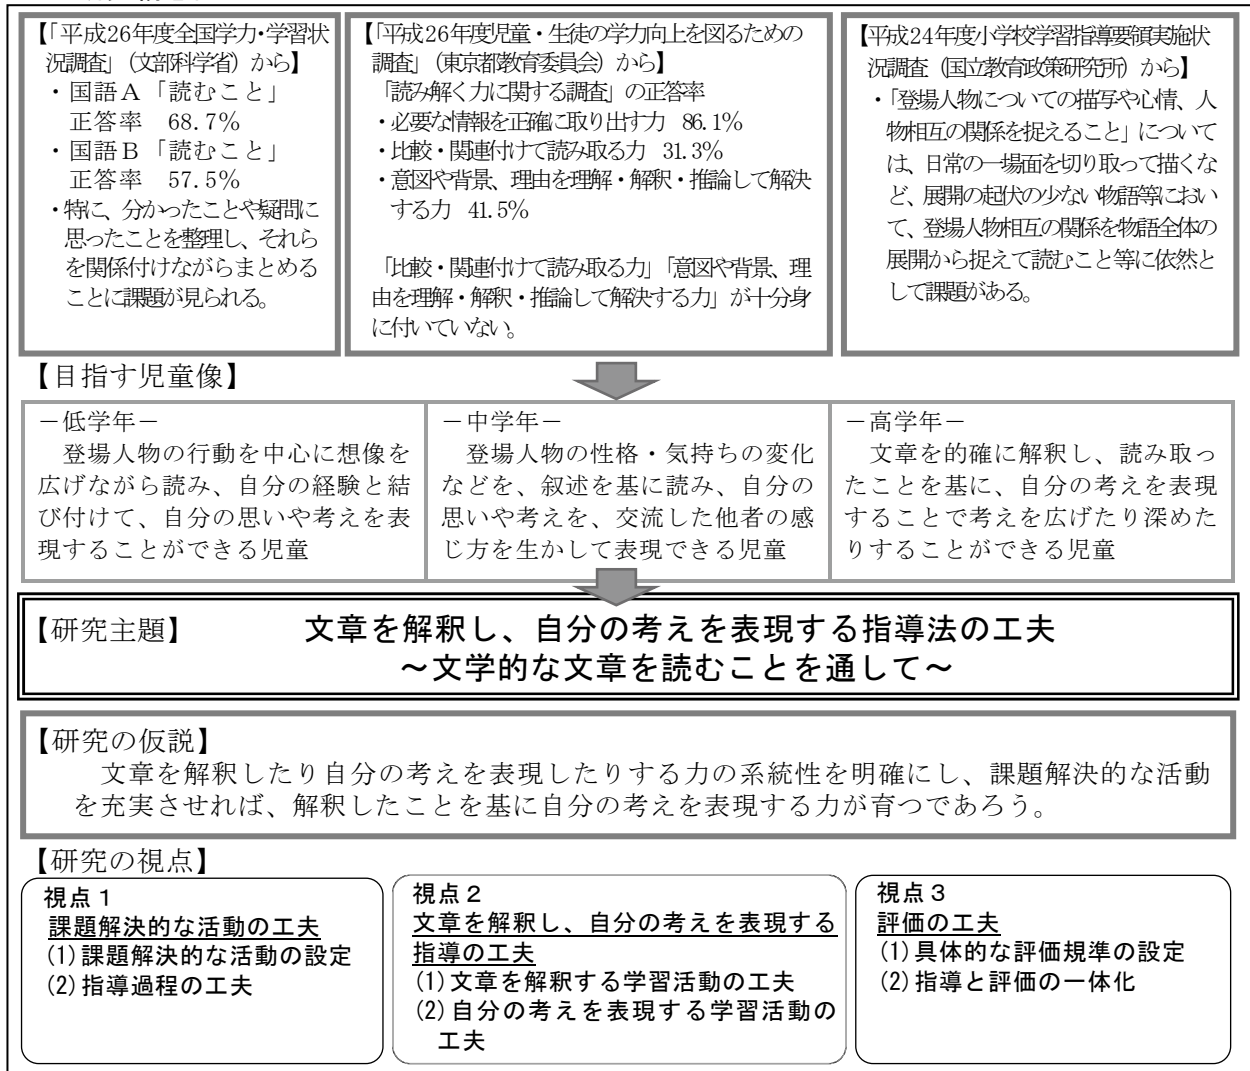 【「平成26年度全国学力・学習状
況調査」（文部科学省）から】
・国語Ａ「読むこと」
正答率　68.7%
・国語Ｂ「読むこと」
正答率　57.5%
・特に、分かったことや疑問に
思ったことを整理し、それら
を関係付けながらまとめる
ことに課題が見られる。
【「平成26年度児童・生徒の学力向上を図るための
調査」（東京都教育委員会）から】
「読み解く力に関する調査」の正答率
・必要な情報を正確に取り出す力　86.1%
・比較・関連付けて読み取る力　31.3%
・意図や背景、理由を理解・解釈・推論して解決
する力　41.5%
「比較・関連付けて読み取る力」「意図や背景、理
由を理解・解釈・推論して解決する力」が十分身
に付いていない。
【平成24年度小学校学習指導要領実施状
況調査（国立教育政策研究所）から】
・「登場人物についての描写や心情、人
物相互の関係を捉えること」について
は、日常の一場面を切り取って描くな
ど、展開の起伏の少ない物語等におい
て、登場人物相互の関係を物語全体の
展開から捉えて読むこと等に依然と
して課題がある。
【目指す児童像】
－低学年－
登場人物の行動を中心に想像を
広げながら読み、自分の経験と結
び付けて、自分の思いや考えを表
現することができる児童
－中学年－
登場人物の性格・気持ちの変化
などを、叙述を基に読み、自分の
思いや考えを、交流した他者の感
じ方を生かして表現できる児童
－高学年－
文章を的確に解釈し、読み取っ
たことを基に、自分の考えを表現
することで考えを広げたり深めた
りすることができる児童
【研究主題】　文章を解釈し、自分の考えを表現する指導法の工夫
～文学的な文章を読むことを通して～
【研究の仮説】
文章を解釈したり自分の考えを表現したりする力の系統性を明確にし、課題解決的な活動
を充実させれば、解釈したことを基に自分の考えを表現する力が育つであろう。
【研究の視点】
視点１
課題解決的な活動の工夫
(1)課題解決的な活動の設定
(2)指導過程の工夫
視点２
文章を解釈し、自分の考えを表現する
指導の工夫
(1)文章を解釈する学習活動の工夫
(2)自分の考えを表現する学習活動の
工夫
視点３
評価の工夫
(1)具体的な評価規準の設定
(2)指導と評価の一体化